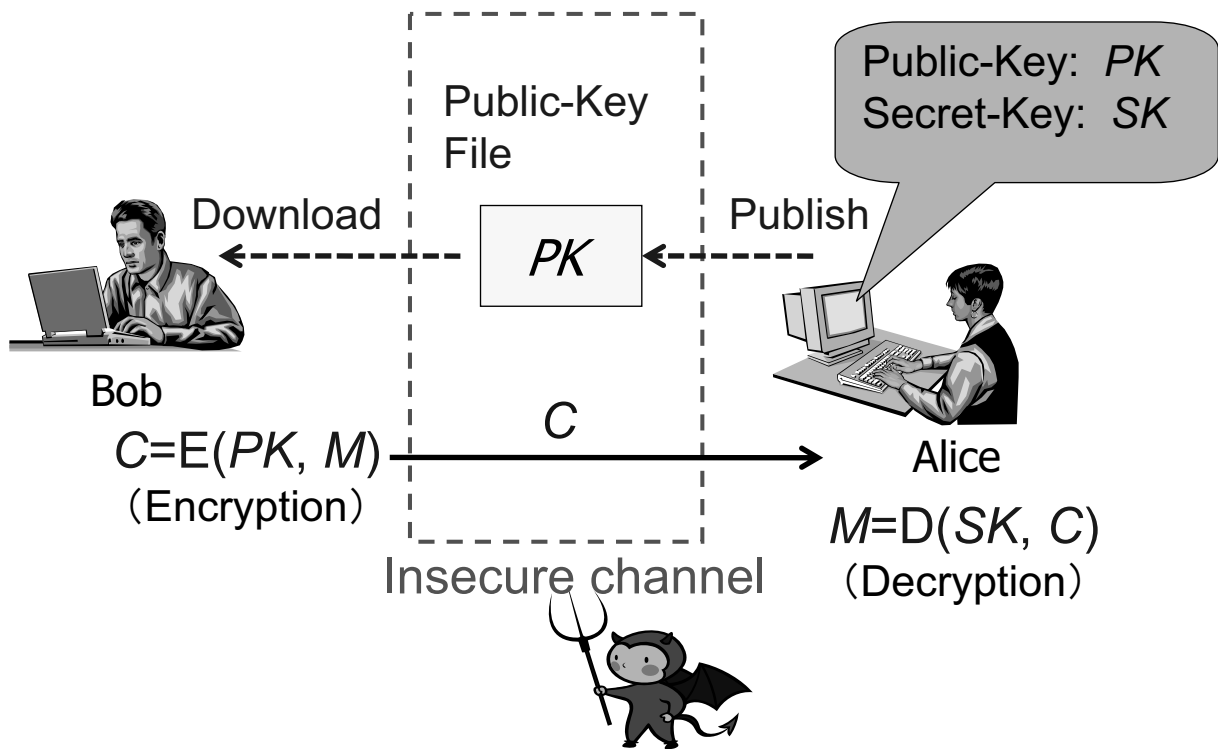 Public-Key: PK
Secret-Key: SK
Public-Key
File
Download
Publish
PK
Bob
C
C=E(PK, M)
（Encryption）
Alice
M=D(SK, C)
（Decryption）
Insecure channel